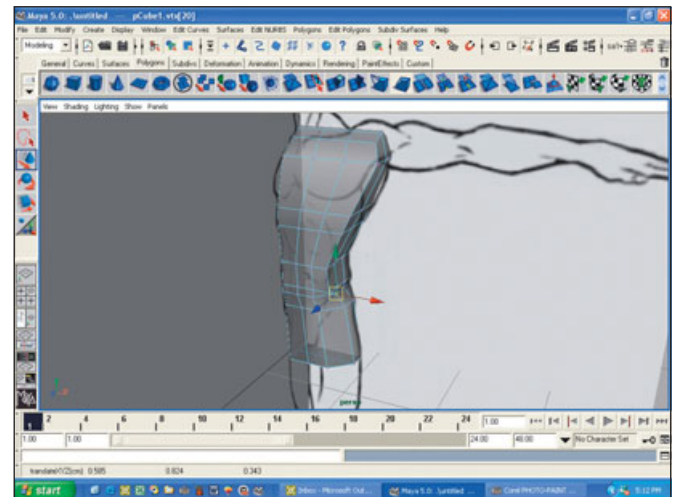 Maya 5.0: .\untitled --- pCube1.vtx[20]
File Edit Modify Create Display Window Edit Curves Surfaces Edit NURBS Polygons Edit Polygons Subdiv Surfaces Help
Modeling
General Curves Surfaces Polygons Subdivs Deformation Animation Dynamics Rendering PaintEffects Custom
View Shading Lighting Show Panels
persp
1 2 4 6 8 10 12 14 16 18 20 22 24 1.00
1.00 1.00 24.00 48.00 No Character Set
translateXYZ(cm) 0.585 0.824 0.343
start Inbox - Microsoft Out... Maya 5.0: .\untitled ... Corel PHOTO-PAINT ... 5:12 PM